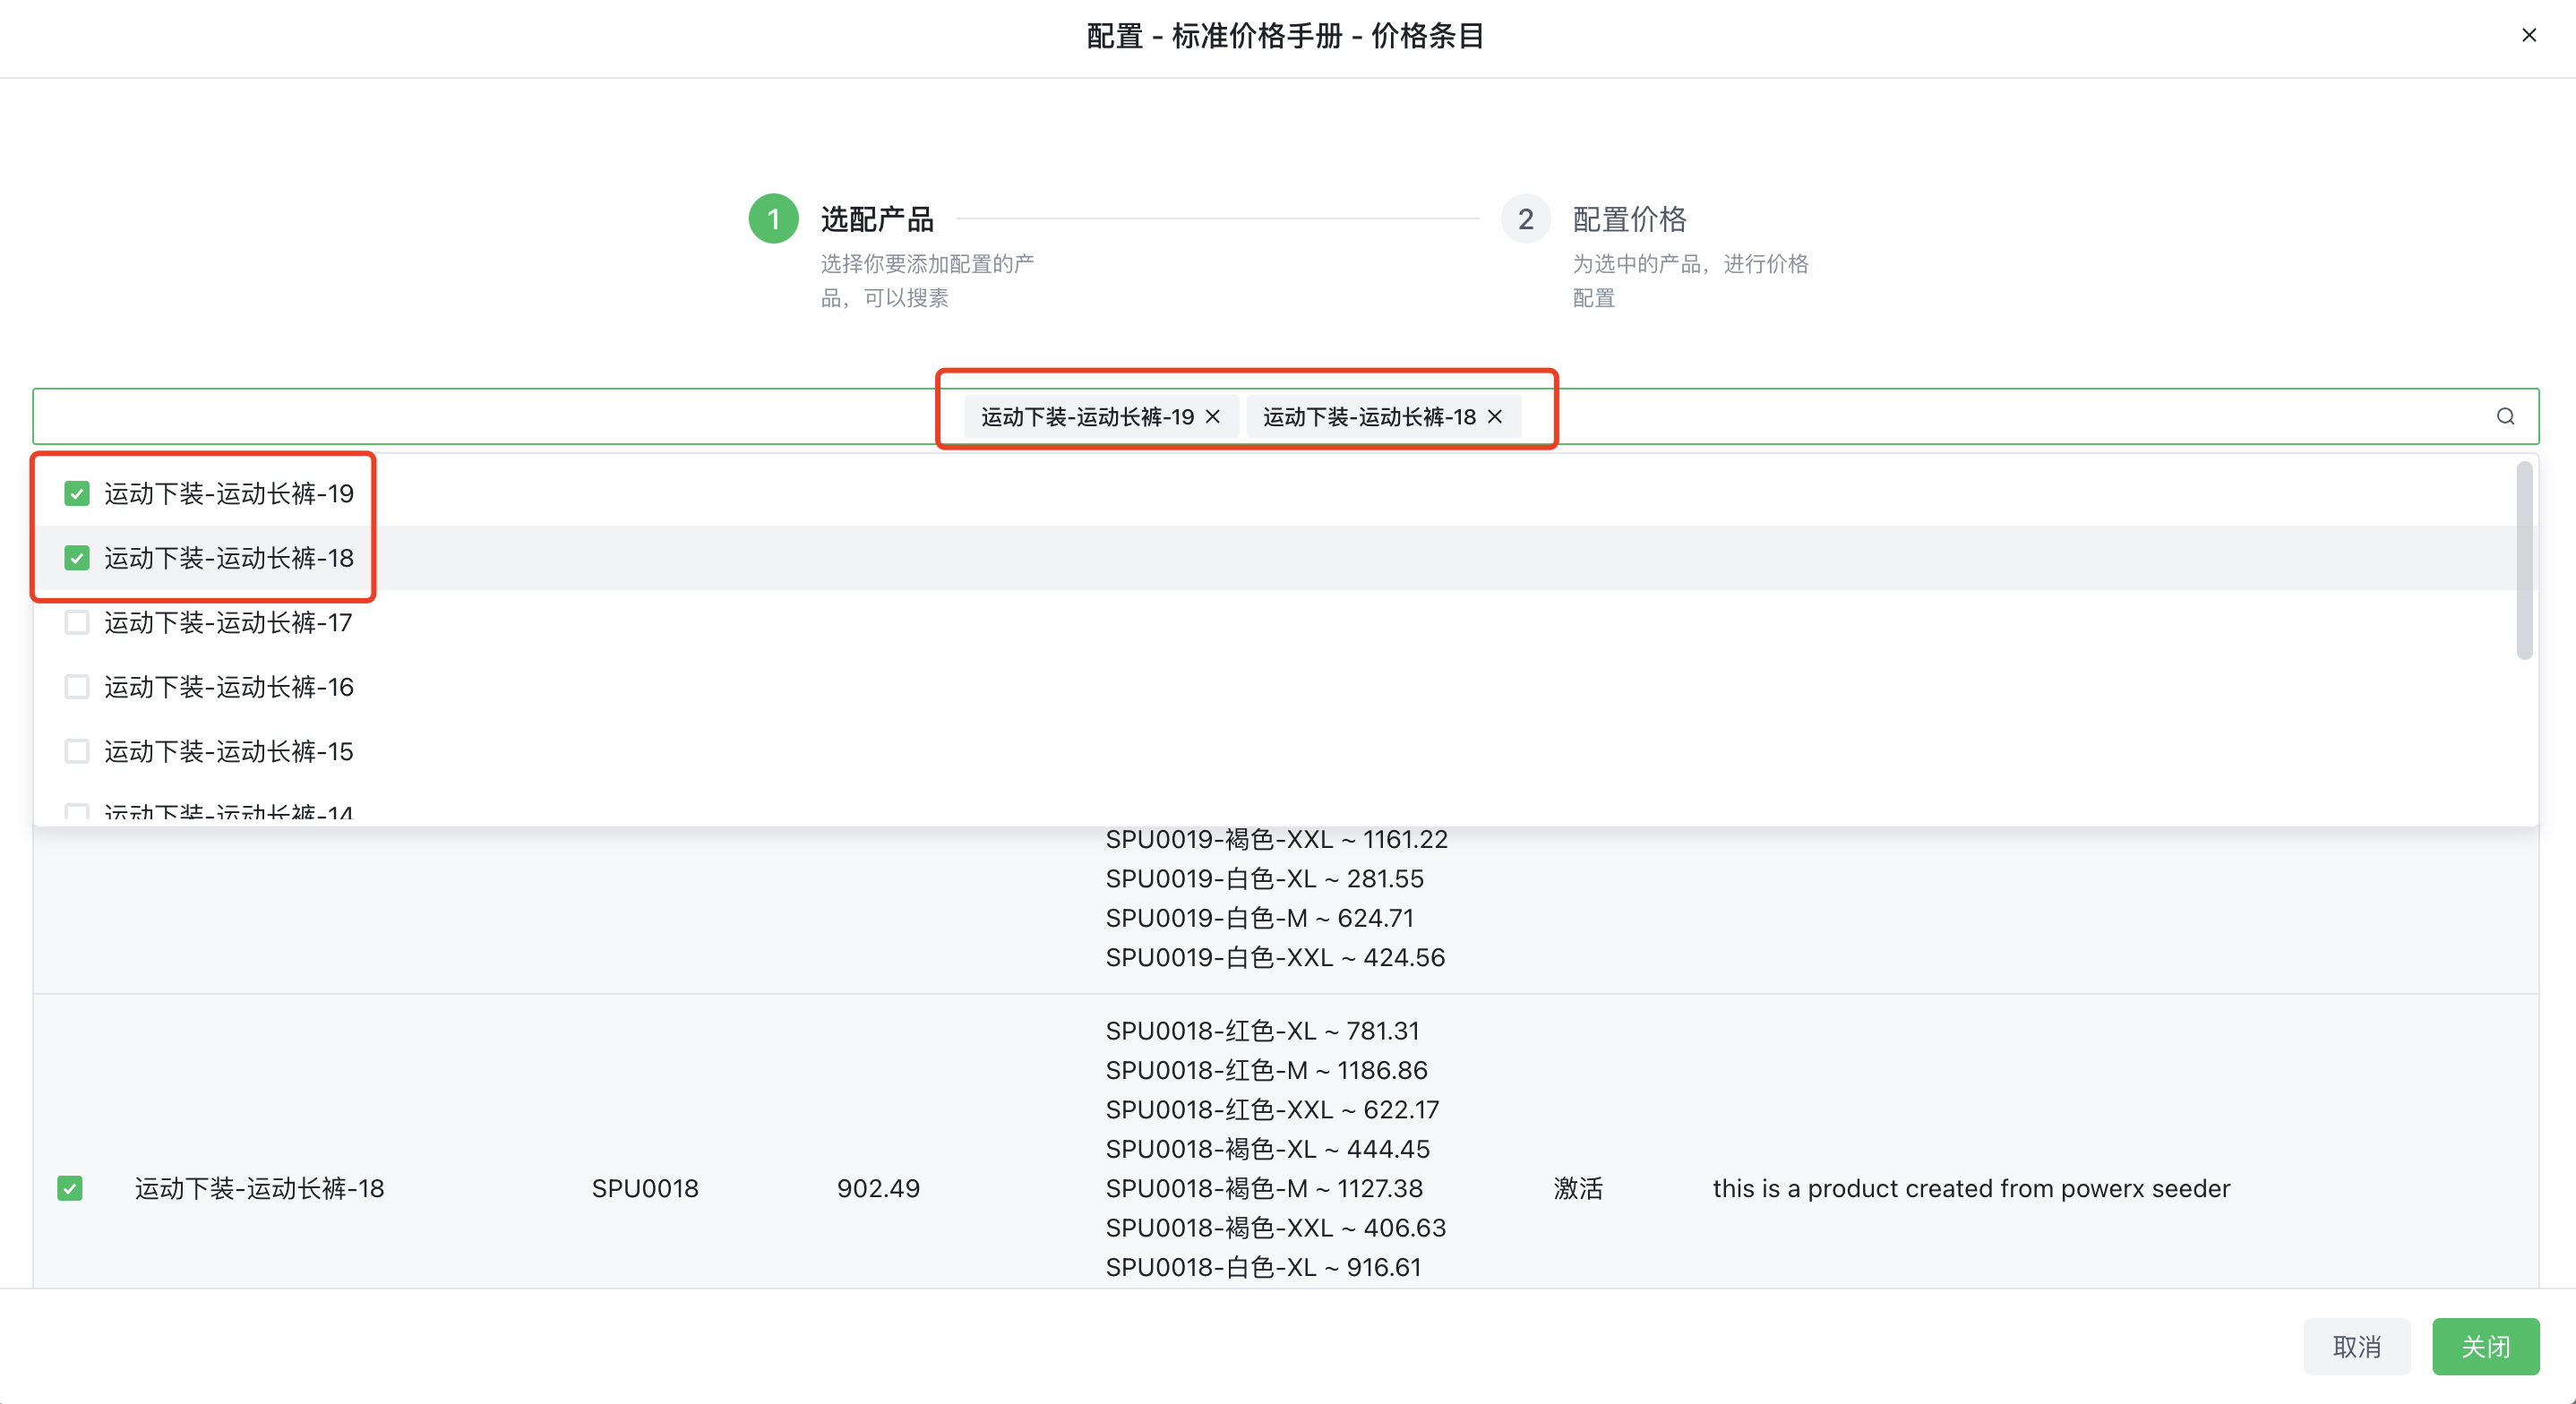 配置 - 标准价格手册 - 价格条目
1 选配产品
选择你要添加配置的产
品，可以搜素
2 配置价格
为选中的产品，进行价格
配置
运动下装-运动长裤-19 运动下装-运动长裤-18
运动下装-运动长裤-19
运动下装-运动长裤-18
运动下装-运动长裤-17
运动下装-运动长裤-16
运动下装-运动长裤-15
运动下装-运动长裤-14
SPU0019-褐色-XXL ~ 1161.22
SPU0019-白色-XL ~ 281.55
SPU0019-白色-M ~ 624.71
SPU0019-白色-XXL ~ 424.56
SPU0018-红色-XL ~ 781.31
SPU0018-红色-M ~ 1186.86
SPU0018-红色-XXL ~ 622.17
SPU0018-褐色-XL ~ 444.45
运动下装-运动长裤-18 SPU0018 902.49 SPU0018-褐色-M ~ 1127.38 激活 this is a product created from powerx seeder
SPU0018-褐色-XXL ~ 406.63
SPU0018-白色-XL ~ 916.61
取消 关闭